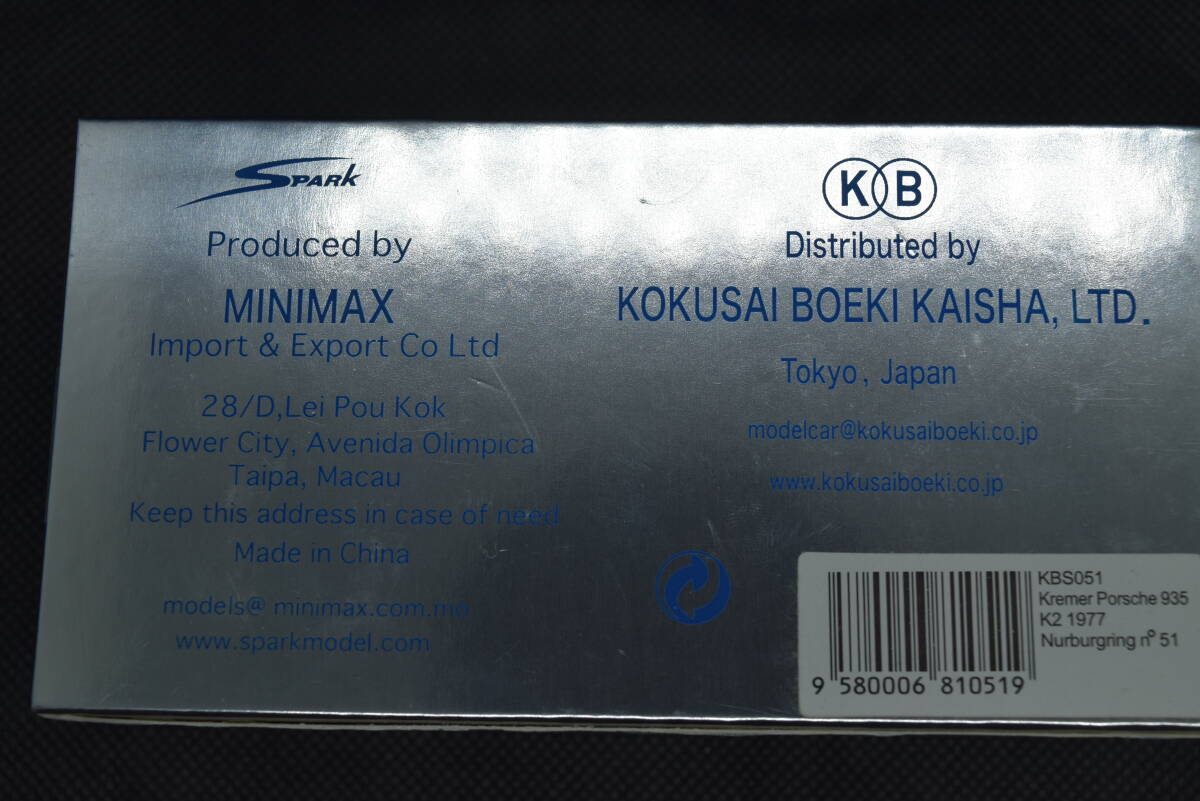 SPARK
Produced by
MINIMAX
Import & Export Co Ltd
28/D,Lei Pou Kok
Flower City, Avenida Olimpica
Taipa, Macau
Keep this address in case of need
Made in China
models@ minimax.com.mo
www.sparkmodel.com
K B
Distributed by
KOKUSAI BOEKI KAISHA, LTD.
Tokyo, Japan
modelcar@kokusaiboeki.co.jp
www.kokusaiboeki.co.jp
KBS051
Kremer Porsche 935
K2 1977
Nurburgring nº 51
9 580006 810519